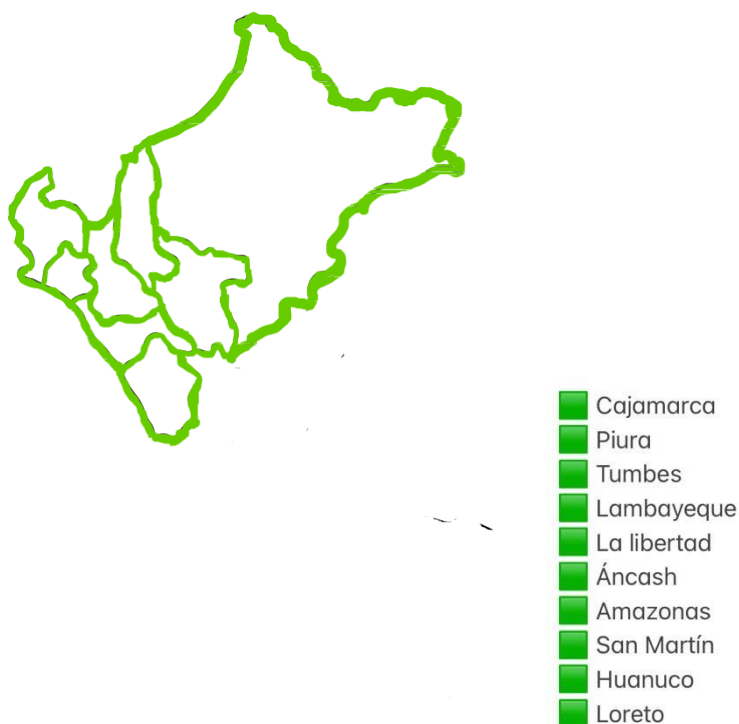 Cajamarca
Piura
Tumbes
Lambayeque
La libertad
Áncash
Amazonas
San Martín
Huanuco
Loreto